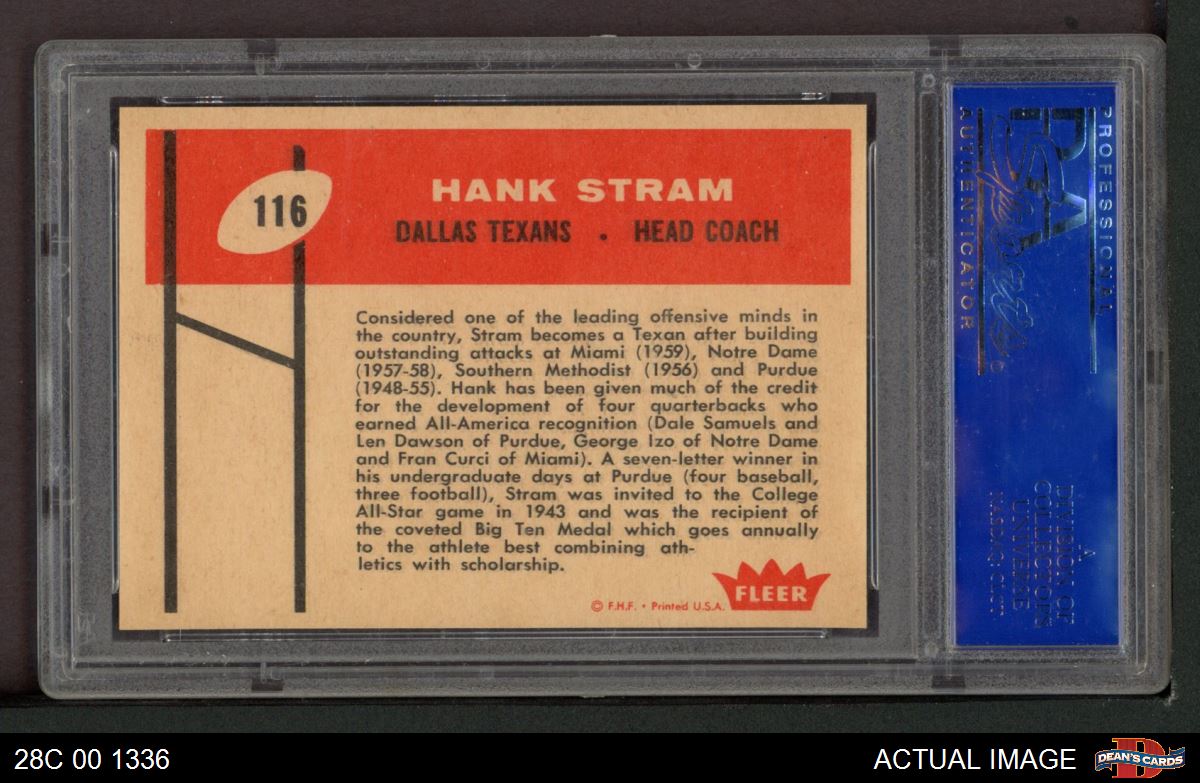 116
HANK STRAM
DALLAS TEXANS • HEAD COACH
Considered one of the leading offensive minds in
the country, Stram becomes a Texan after building
outstanding attacks at Miami (1959), Notre Dame
(1957-58), Southern Methodist (1956) and Purdue
(1948-55). Hank has been given much of the credit
for the development of four quarterbacks who
earned All-America recognition (Dale Samuels and
Len Dawson of Purdue, George Izo of Notre Dame
and Fran Curci of Miami). A seven-letter winner in
his undergraduate days at Purdue (four baseball,
three football), Stram was invited to the College
All-Star game in 1943 and was the recipient of
the coveted Big Ten Medal which goes annually
to the athlete best combining ath-
letics with scholarship.
FLEER
© F.H.F. • Printed U.S.A.
PROFESSIONAL
PSA
Sports
AUTHENTICATOR
A
DIVISION OF
COLLECTORS
UNIVERSE
28C 00 1336
ACTUAL IMAGE
D
DEAN'S CARDS